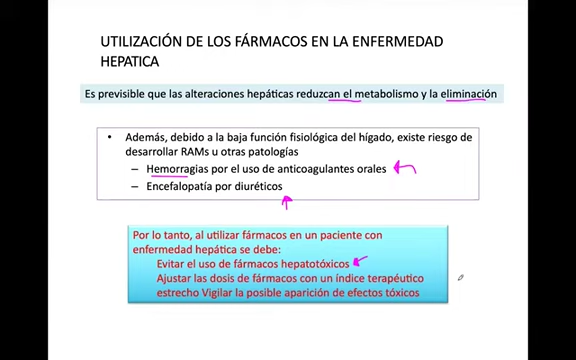 UTILIZACIÓN DE LOS FÁRMACOS EN LA ENFERMEDAD
HEPATICA
Es previsible que las alteraciones hepáticas reduzcan el metabolismo y la eliminación
• Además, debido a la baja función fisiológica del hígado, existe riesgo de
desarrollar RAMs u otras patologías
– Hemorragias por el uso de anticoagulantes orales
– Encefalopatía por diuréticos
Por lo tanto, al utilizar fármacos en un paciente con
enfermedad hepática se debe:
Evitar el uso de fármacos hepatotóxicos
Ajustar las dosis de fármacos con un índice terapéutico
estrecho Vigilar la posible aparición de efectos tóxicos